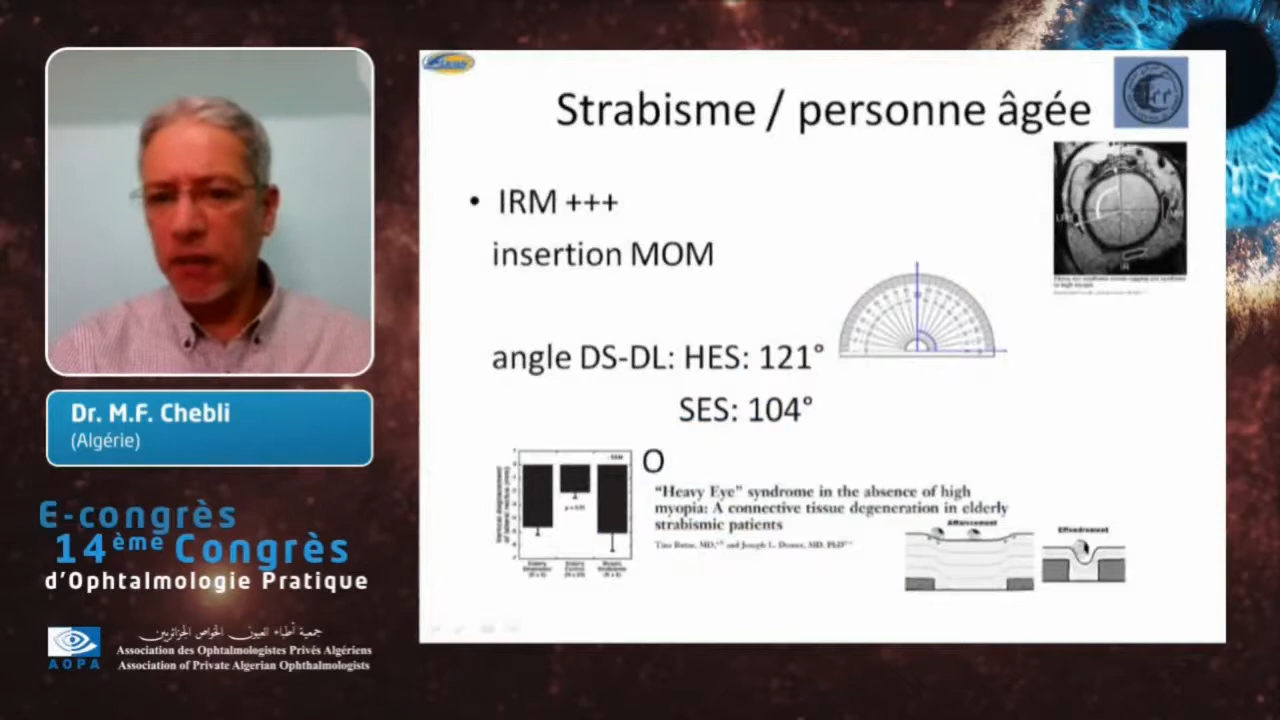 Strabisme / personne âgée
• IRM +++
insertion MOM
angle DS-DL: HES: 121°
SES: 104°
O
"Heavy Eye" syndrome in the absence of high
myopia: A connective tissue degeneration in elderly
strabismic patients
Affaissement
Effondrement
Dr. M.F. Chebli
(Algérie)
E-congrès
14ème Congrès
d'Ophtalmologie Pratique
جمعية أطباء العيون الخواص الجزائريين
AOPA
Association des Ophtalmologistes Privés Algériens
Association of Private Algerian Ophthalmologists